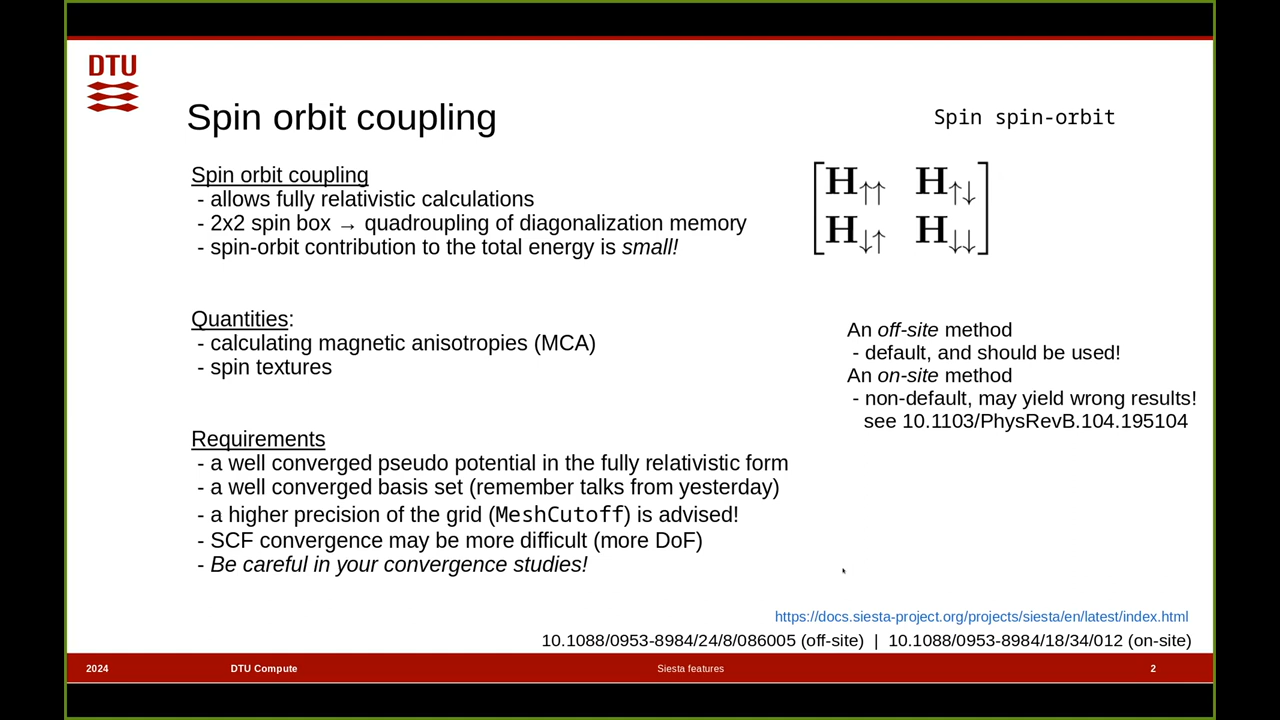 DTU
Spin orbit coupling
Spin spin-orbit
Spin orbit coupling
- allows fully relativistic calculations
- 2x2 spin box → quadroupling of diagonalization memory
- spin-orbit contribution to the total energy is small!
H↑↑ H↑↓
H↓↑ H↓↓
Quantities:
- calculating magnetic anisotropies (MCA)
- spin textures
An off-site method
- default, and should be used!
An on-site method
- non-default, may yield wrong results!
see 10.1103/PhysRevB.104.195104
Requirements
- a well converged pseudo potential in the fully relativistic form
- a well converged basis set (remember talks from yesterday)
- a higher precision of the grid (MeshCutoff) is advised!
- SCF convergence may be more difficult (more DoF)
- Be careful in your convergence studies!
https://docs.siesta-project.org/projects/siesta/en/latest/index.html
10.1088/0953-8984/24/8/086005 (off-site) | 10.1088/0953-8984/18/34/012 (on-site)
2024 DTU Compute Siesta features 2